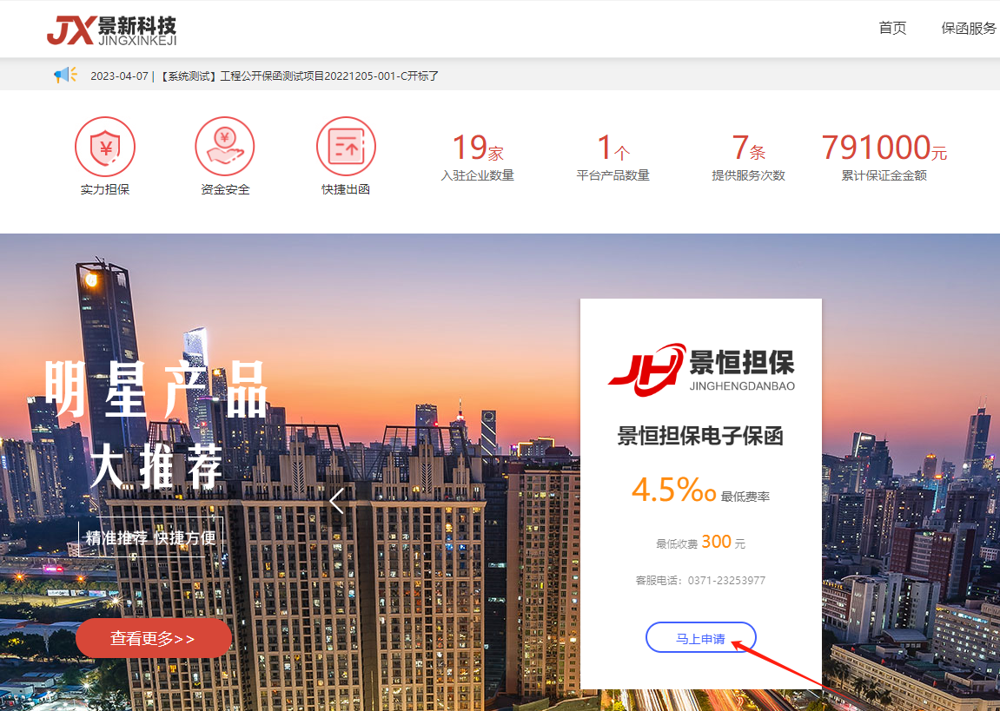 JX景新科技
JINGXINKEJI
首页 保函服务
2023-04-07 | 【系统测试】工程公开保函测试项目20221205-001-C开标了
¥ ¥
19家 1个 7条 791000元
实力担保 资金安全 快捷出函 入驻企业数量 平台产品数量 提供服务次数 累计保证金金额
明星产品
大推荐
精准推荐 快捷方便
查看更多>>
JH景恒担保
JINGHENGDANBAO
景恒担保电子保函
4.5‰ 最低费率
最低收费 300 元
客服电话：0371-23253977
马上申请